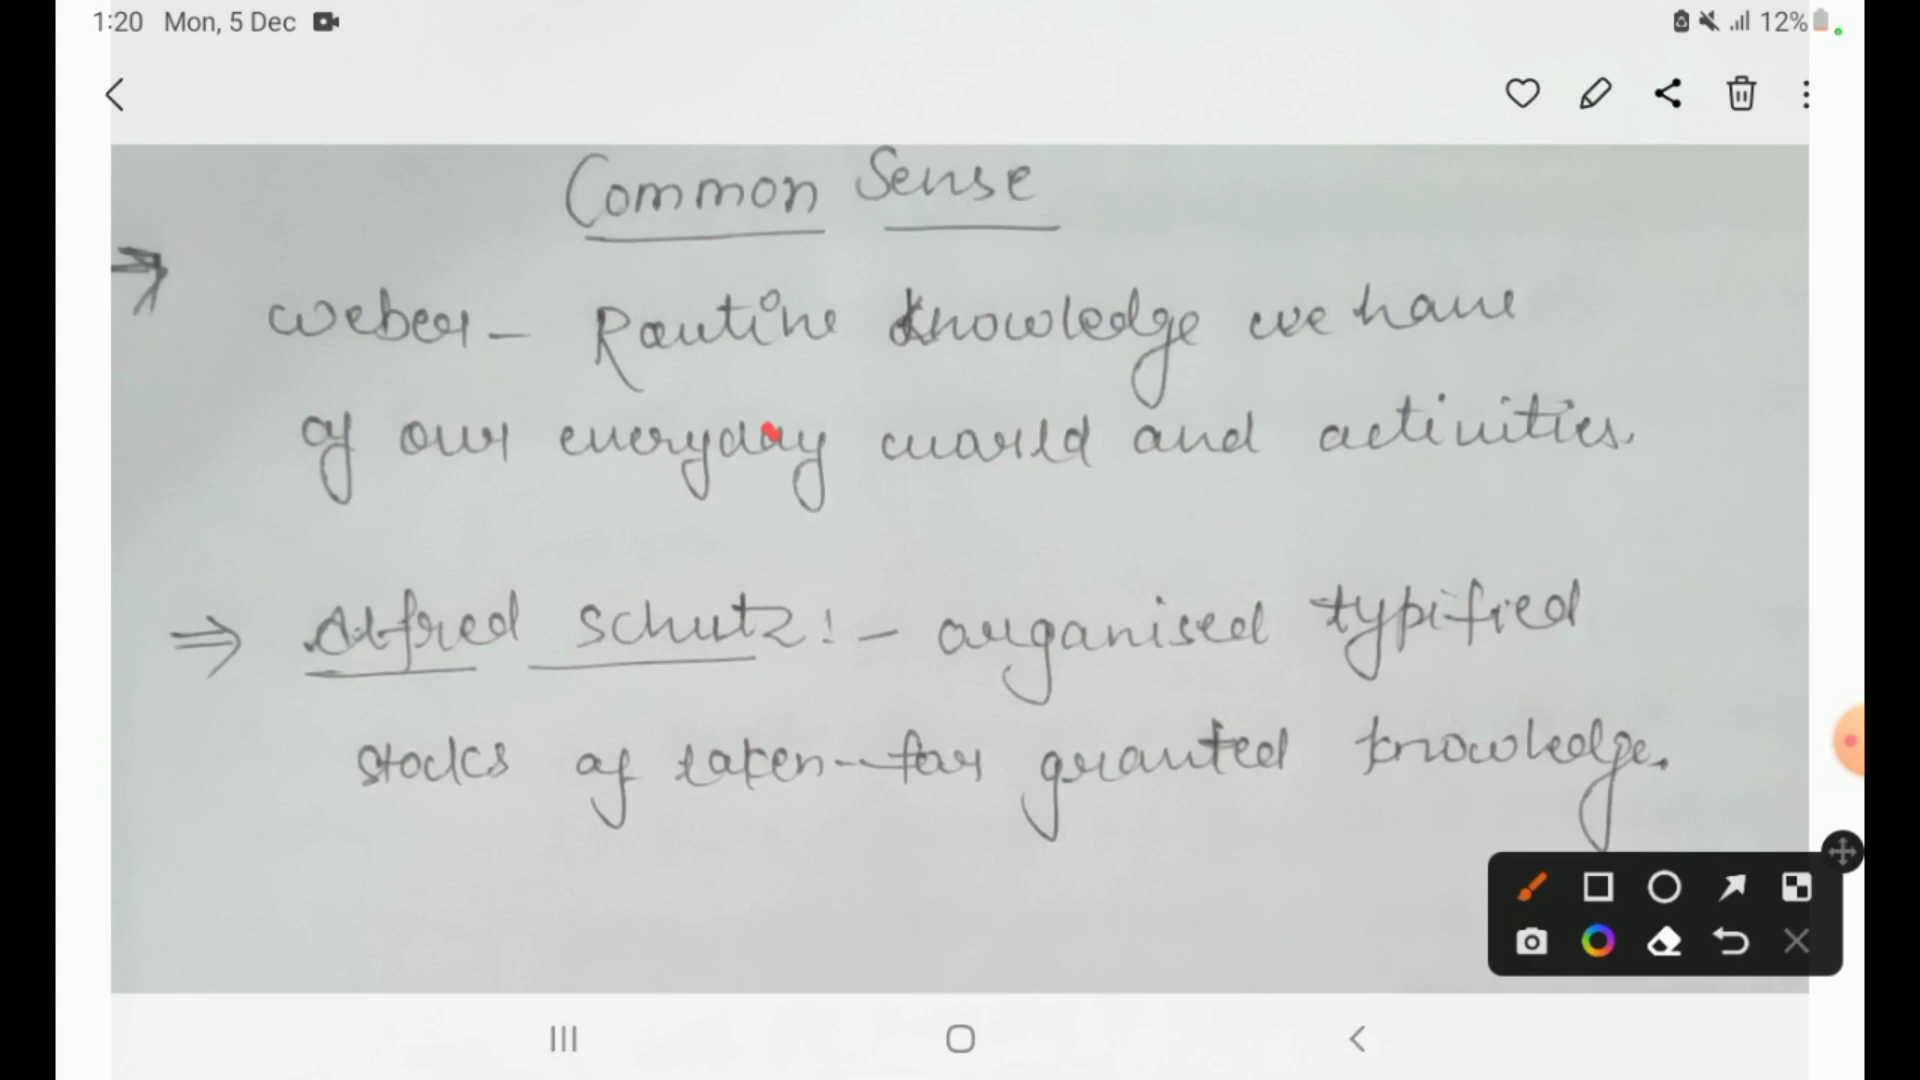 1:20 Mon, 5 Dec 12%
Common Sense
⇒ Weber - Routine knowledge we have
of our everyday world and activities.
⇒ Alfred Schutz :- organised typified
stocks of taken-for granted knowledge.